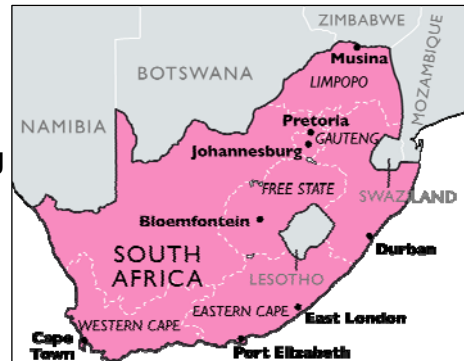 ZIMBABWE
Musina
BOTSWANA
LIMPOPO
MOZAMBIQUE
NAMIBIA
Pretoria
GAUTENG
Johannesburg
FREE STATE
SWAZILAND
Bloemfontein
SOUTH
AFRICA
LESOTHO
Durban
EASTERN CAPE
East London
WESTERN CAPE
Cape
Town
Port Elizabeth